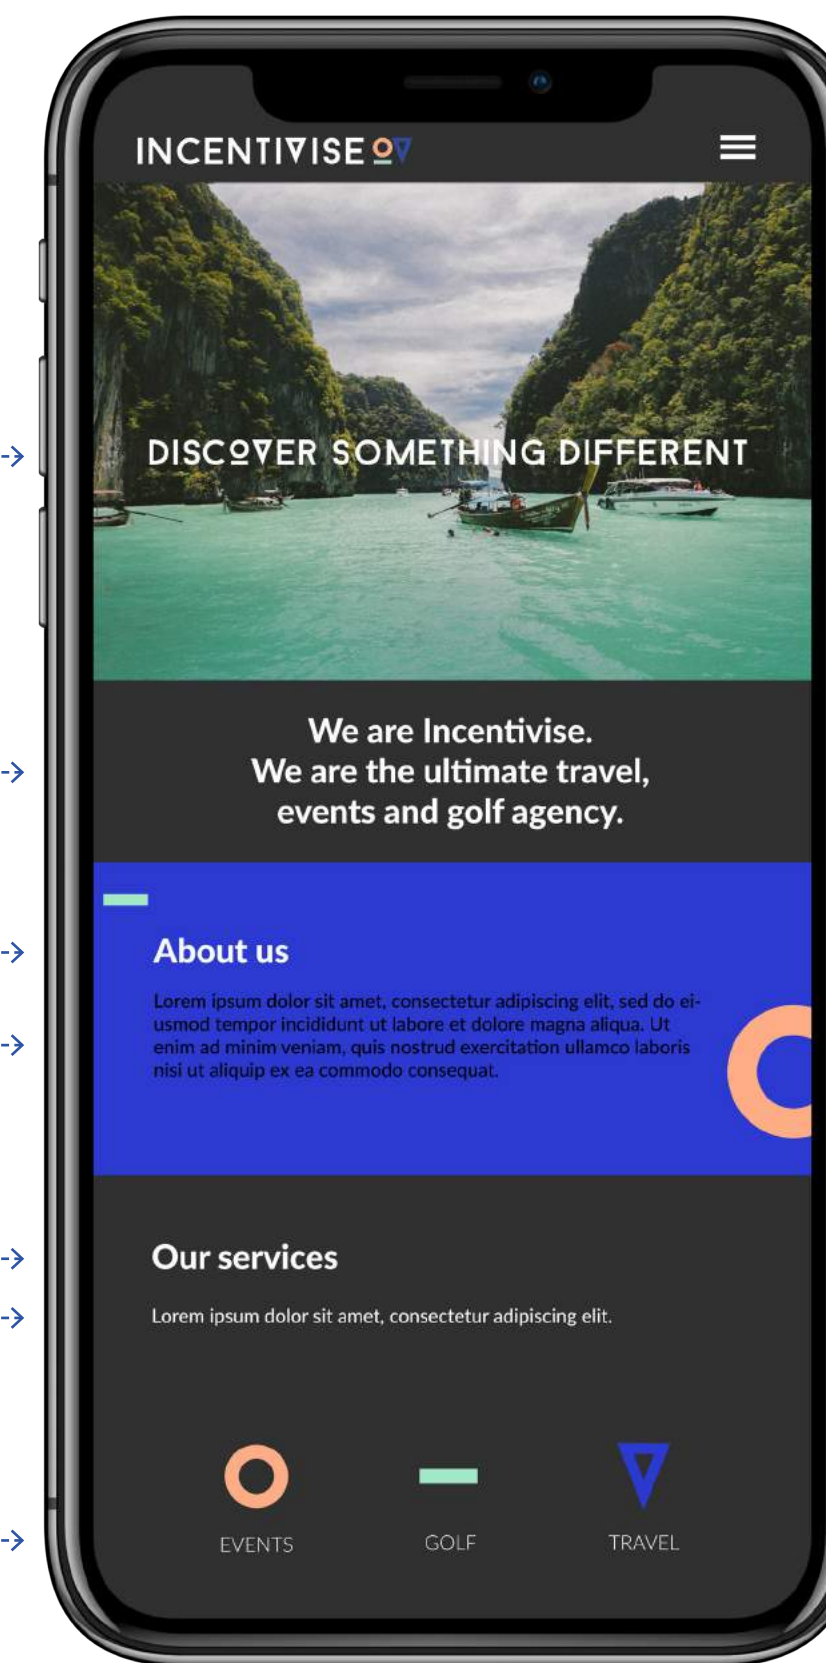 INCENTIVISE
DISCOVER SOMETHING DIFFERENT
We are Incentivise.
We are the ultimate travel,
events and golf agency.
About us
Lorem ipsum dolor sit amet, consectetur adipiscing elit, sed do ei-
usmod tempor incididunt ut labore et dolore magna aliqua. Ut
enim ad minim veniam, quis nostrud exercitation ullamco laboris
nisi ut aliquip ex ea commodo consequat.
Our services
Lorem ipsum dolor sit amet, consectetur adipiscing elit.
EVENTS GOLF TRAVEL